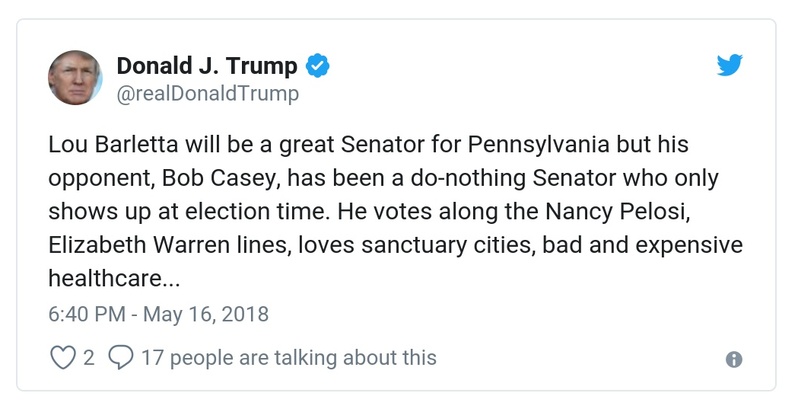 Donald J. Trump
@realDonaldTrump
Lou Barletta will be a great Senator for Pennsylvania but his
opponent, Bob Casey, has been a do-nothing Senator who only
shows up at election time. He votes along the Nancy Pelosi,
Elizabeth Warren lines, loves sanctuary cities, bad and expensive
healthcare...
6:40 PM - May 16, 2018
2 17 people are talking about this